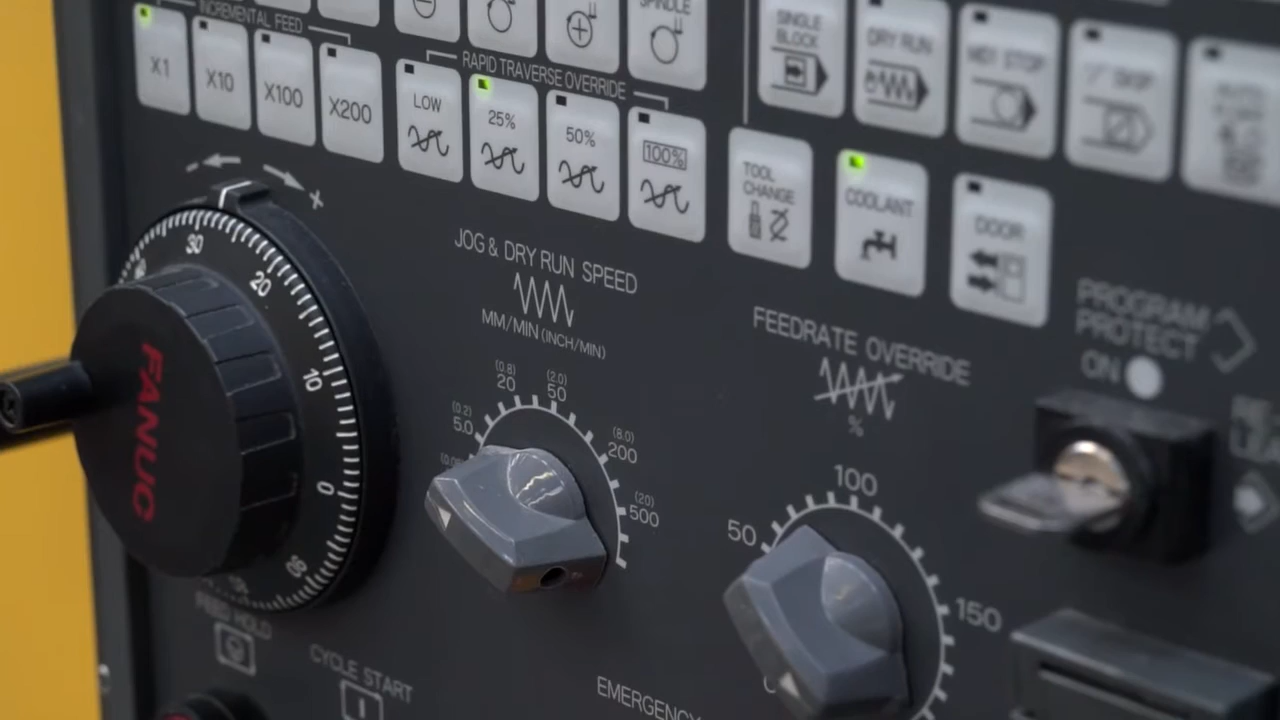 INCREMENTAL FEED
X1
X10
X100
X200
RAPID TRAVERSE OVERRIDE
LOW
25%
50%
100%
SPINDLE
SINGLE
BLOCK
DRY RUN
TOOL
CHANGE
COOLANT
DOOR
30
20
10
0
90
FANUC
JOG & DRY RUN SPEED
MM/MIN (INCH/MIN)
(0.2)
5.0
(0.8)
20
(2.0)
50
(8.0)
200
(20)
500
FEEDRATE OVERRIDE
%
50
100
150
PROGRAM
PROTECT
ON
FEED HOLD
CYCLE START
EMERGENCY